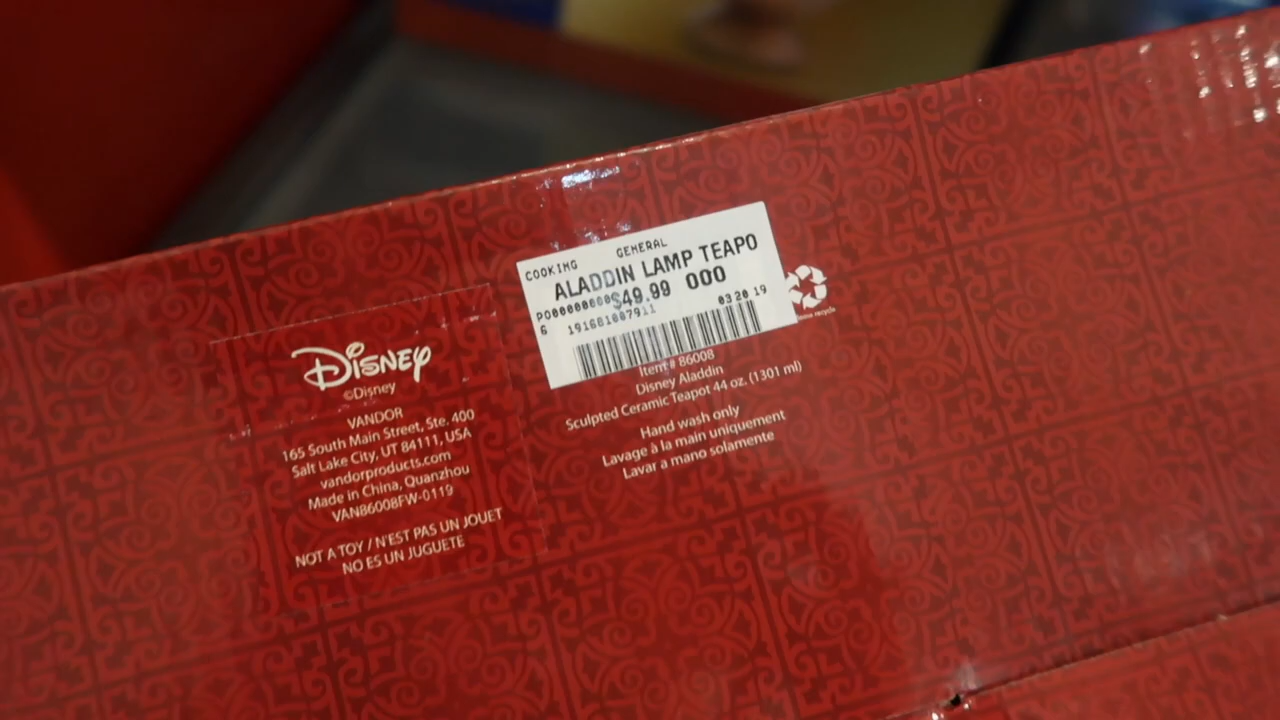 COOKING GENERAL
ALADDIN LAMP TEAPO
$49.99 000
03 20 19
6 191681007911
DISNEY
©Disney
VANDOR
165 South Main Street, Ste. 400
Salt Lake City, UT 84111, USA
vandorproducts.com
Made in China, Quanzhou
VAN86008FW-0119
NOT A TOY / N'EST PAS UN JOUET
NO ES UN JUGUETE
Item# 86008
Disney Aladdin
Sculpted Ceramic Teapot 44 oz. (1301 ml)
Hand wash only
Lavage à la main uniquement
Lavar a mano solamente
recycle